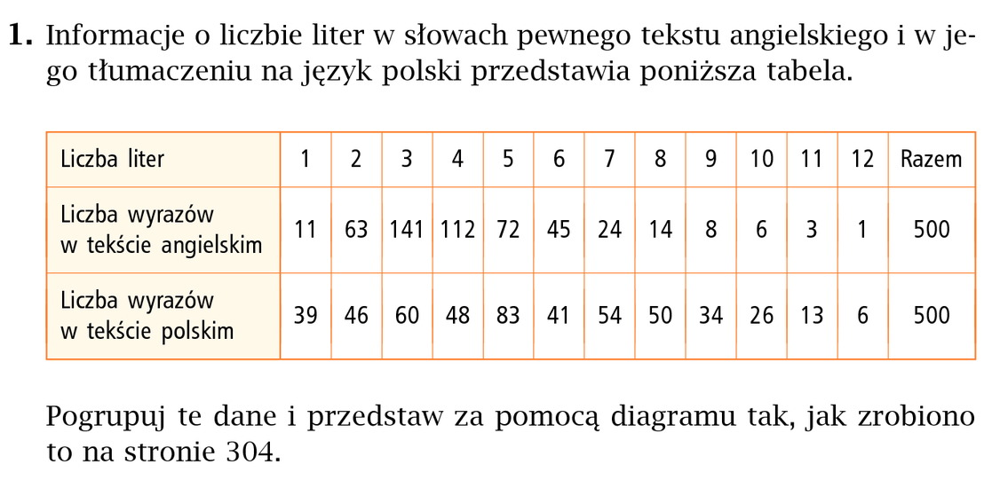 1. Informacje o liczbie liter w słowach pewnego tekstu angielskiego i w je-
go tłumaczeniu na język polski przedstawia poniższa tabela.
Liczba liter 1 2 3 4 5 6 7 8 9 10 11 12 Razem
Liczba wyrazów
w tekście angielskim 11 63 141 112 72 45 24 14 8 6 3 1 500
Liczba wyrazów
w tekście polskim 39 46 60 48 83 41 54 50 34 26 13 6 500
Pogrupuj te dane i przedstaw za pomocą diagramu tak, jak zrobiono
to na stronie 304.